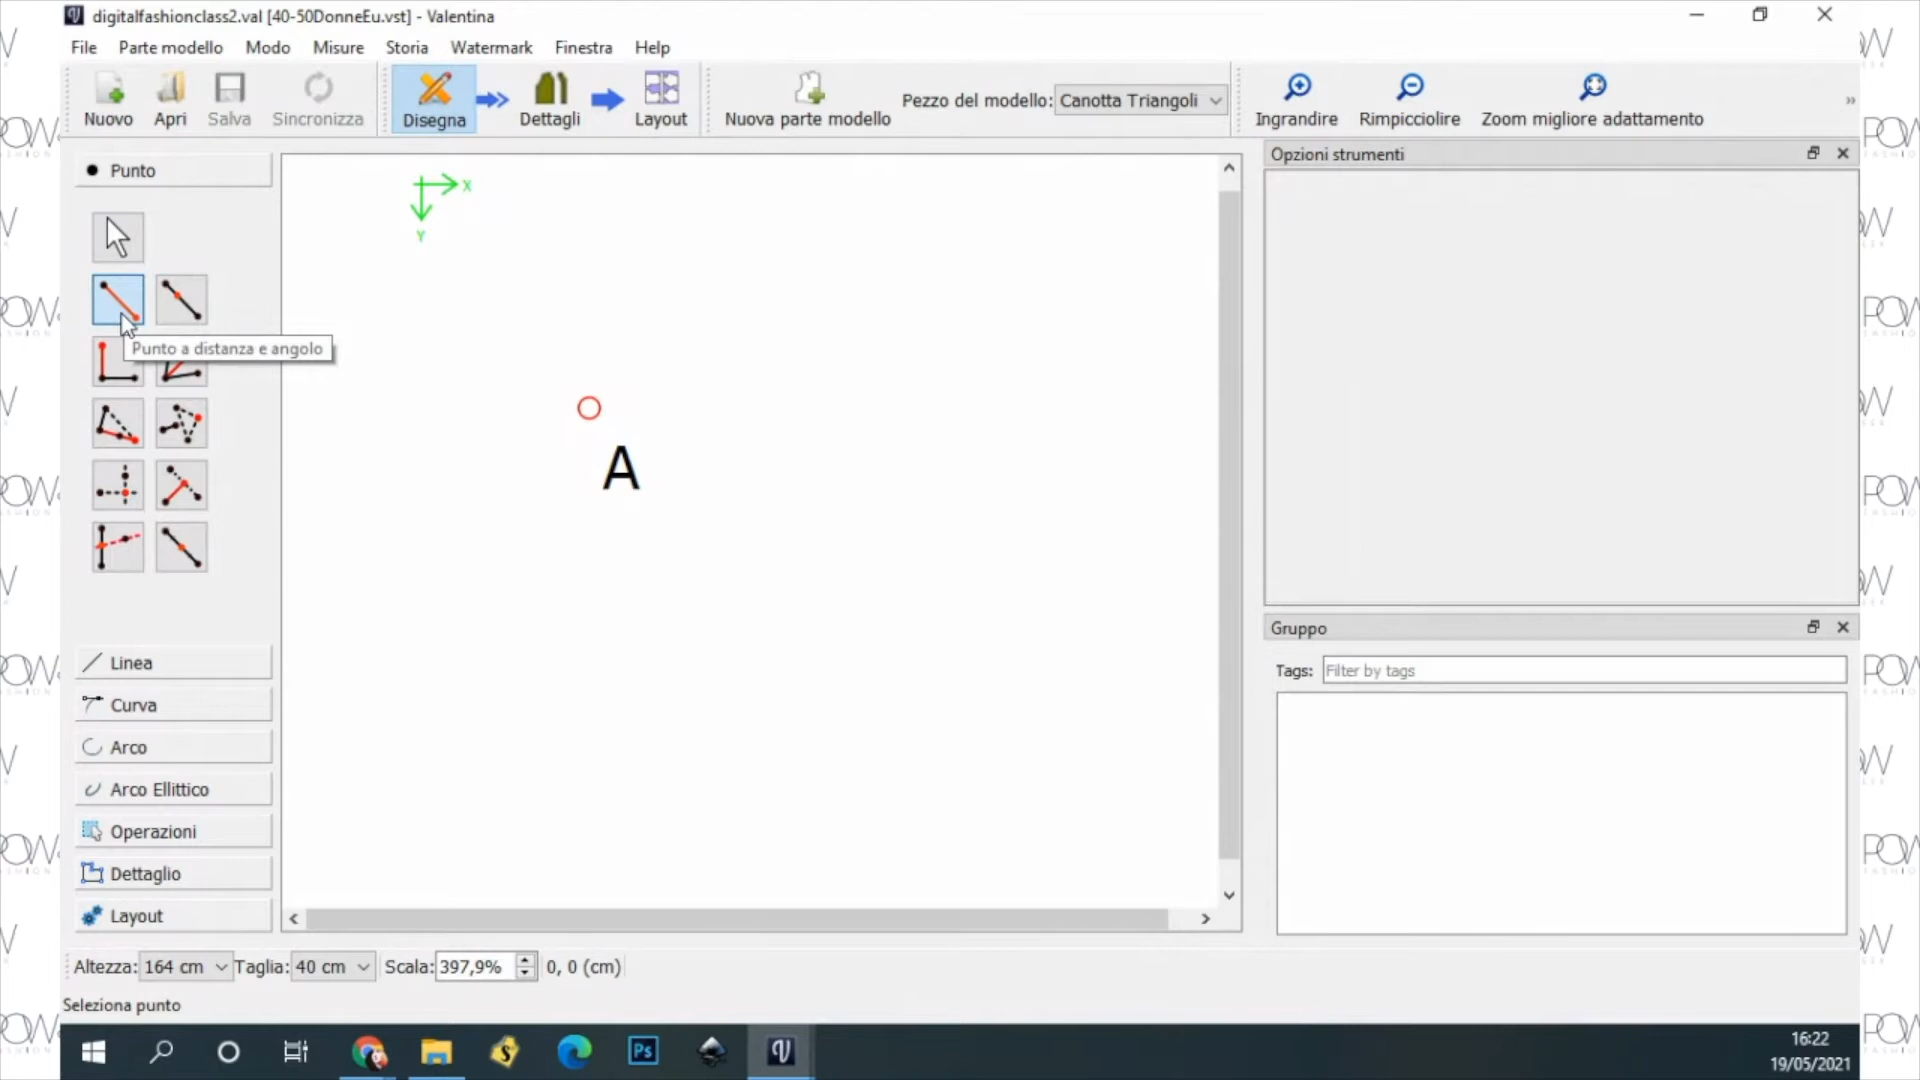 digitalfashionclass2.val [40-50DonneEu.vst] - Valentina
File Parte modello Modo Misure Storia Watermark Finestra Help
Nuovo Apri Salva Sincronizza Disegna Dettagli Layout Nuova parte modello Pezzo del modello: Canotta Triangoli Ingrandire Rimpicciolire Zoom migliore adattamento
Punto
Opzioni strumenti
X
Y
Punto a distanza e angolo
A
Gruppo
Tags: Filter by tags
Linea
Curva
Arco
Arco Ellittico
Operazioni
Dettaglio
Layout
Altezza: 164 cm Taglia: 40 cm Scala: 397,9% 0, 0 (cm)
Seleziona punto
Ps
16:22
19/05/2021